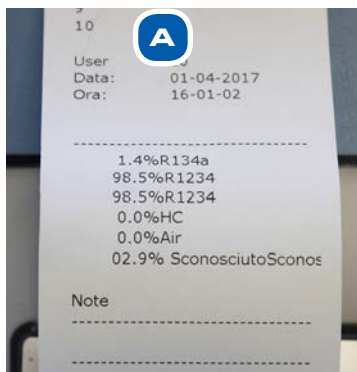 10
A
User
Data: 01-04-2017
Ora: 16-01-02
1.4%R134a
98.5%R1234
98.5%R1234
0.0%HC
0.0%Air
02.9% SconosciutoSconos
Note